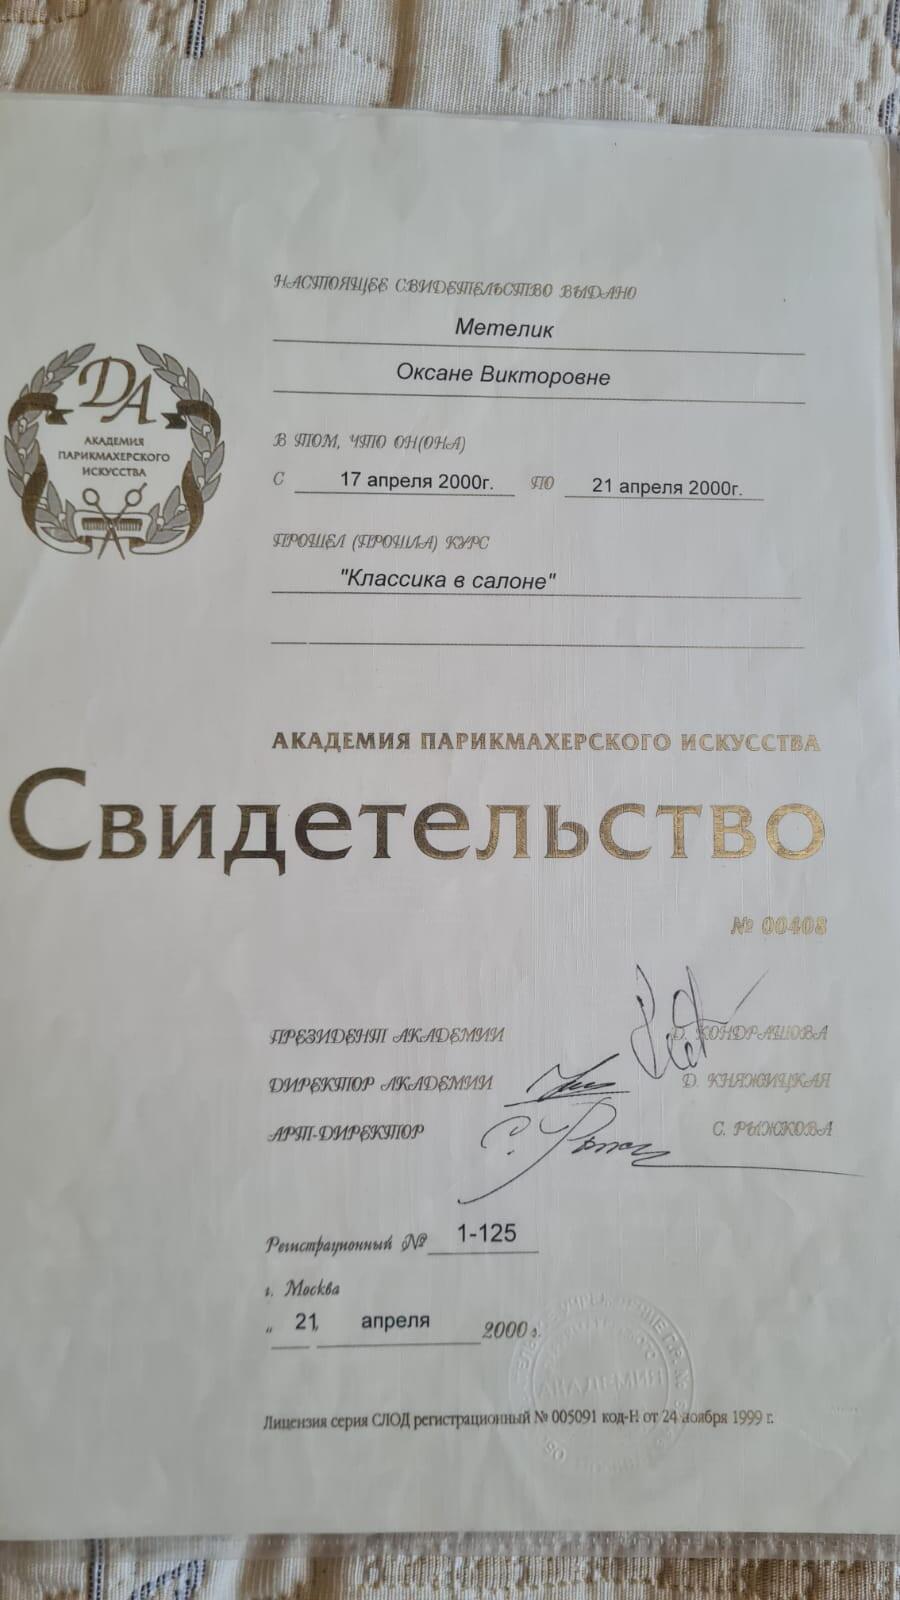 НАСТОЯЩЕЕ СВИДЕТЕЛЬСТВО ВЫДАНО
Метелик
Оксане Викторовне
ДА
АКАДЕМИЯ
ПАРИКМАХЕРСКОГО
ИСКУССТВА
В ТОМ, ЧТО ОН(ОНА)
С 17 апреля 2000г. ПО 21 апреля 2000г.
ПРОШЕЛ (ПРОШЛА) КУРС
"Классика в салоне"
АКАДЕМИЯ ПАРИКМАХЕРСКОГО ИСКУССТВА
Свидетельство
№ 00408
ПРЕЗИДЕНТ АКАДЕМИИ Д. КОНДРАШОВА
ДИРЕКТОР АКАДЕМИИ Д. КНЯЖИЦКАЯ
АРТ-ДИРЕКТОР С. РЫЖКОВА
Регистрационный № 1-125
г. Москва
„ 21, апреля 2000 г.
Лицензия серия СЛОД регистрационный № 005091 код-Н от 24 ноября 1999 г.